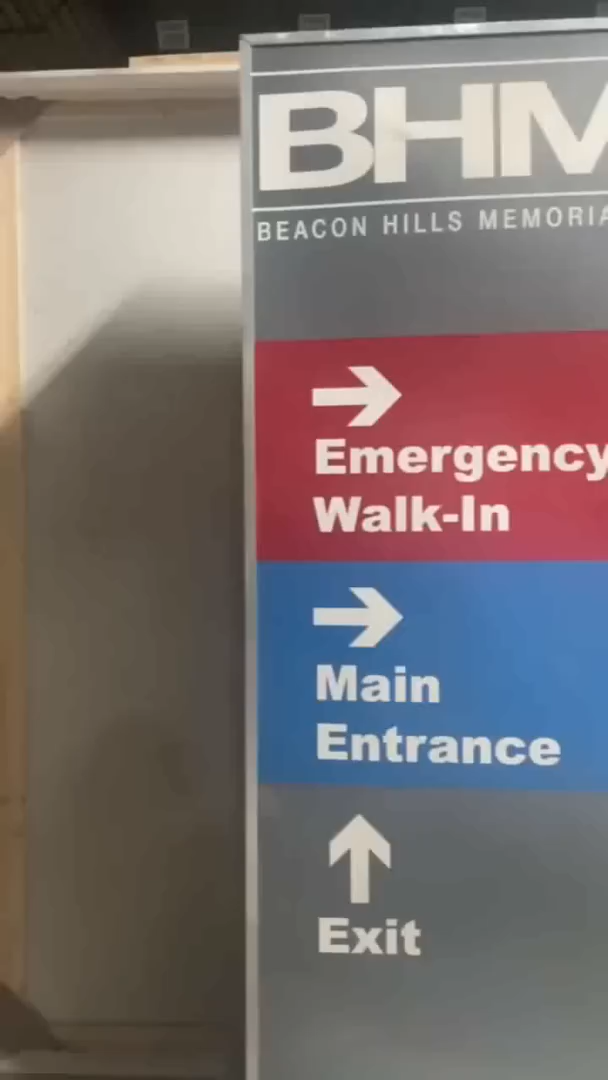 BHM
BEACON HILLS MEMORIA
Emergency
Walk-In
Main
Entrance
Exit